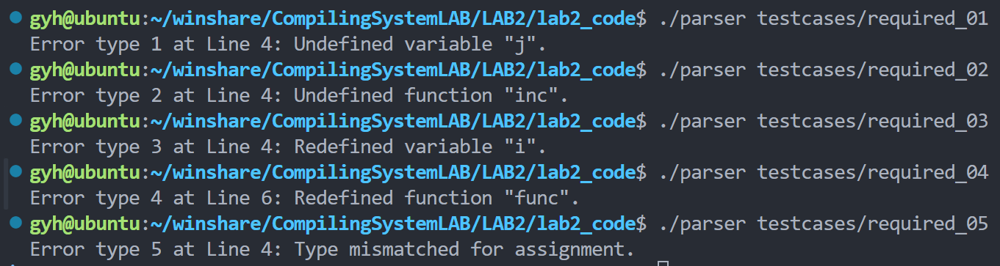 gyh@ubuntu:~/winshare/CompilingSystemLAB/LAB2/lab2_code$ ./parser testcases/required_01
Error type 1 at Line 4: Undefined variable "j".
gyh@ubuntu:~/winshare/CompilingSystemLAB/LAB2/lab2_code$ ./parser testcases/required_02
Error type 2 at Line 4: Undefined function "inc".
gyh@ubuntu:~/winshare/CompilingSystemLAB/LAB2/lab2_code$ ./parser testcases/required_03
Error type 3 at Line 4: Redefined variable "i".
gyh@ubuntu:~/winshare/CompilingSystemLAB/LAB2/lab2_code$ ./parser testcases/required_04
Error type 4 at Line 6: Redefined function "func".
gyh@ubuntu:~/winshare/CompilingSystemLAB/LAB2/lab2_code$ ./parser testcases/required_05
Error type 5 at Line 4: Type mismatched for assignment.